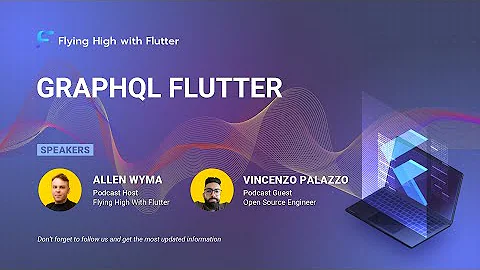 Flying High with Flutter
GRAPHQL FLUTTER
SPEAKERS
ALLEN WYMA
Podcast Host
Flying High With Flutter
VINCENZO PALAZZO
Podcast Guest
Open Source Engineer
Don't forget to follow us and get the most updated information